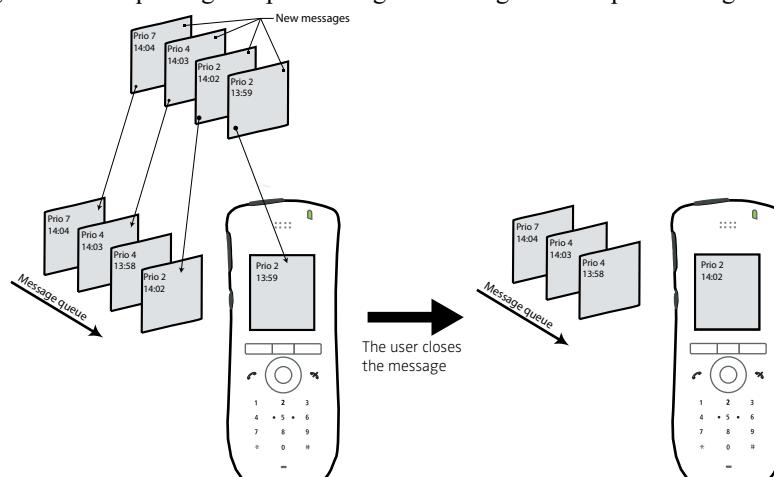 New messages
Prio 7
14:04
Prio 4
14:03
Prio 2
14:02
Prio 2
13:59
Prio 7
14:04
Prio 4
14:03
Prio 4
13:58
Prio 2
14:02
Message queue
Prio 2
13:59
The user closes
the message
Prio 7
14:04
Prio 4
14:03
Prio 4
13:58
Message queue
Prio 2
14:02
1 2 3
4 5 6
7 8 9
* 0 #
1 2 3
4 5 6
7 8 9
* 0 #